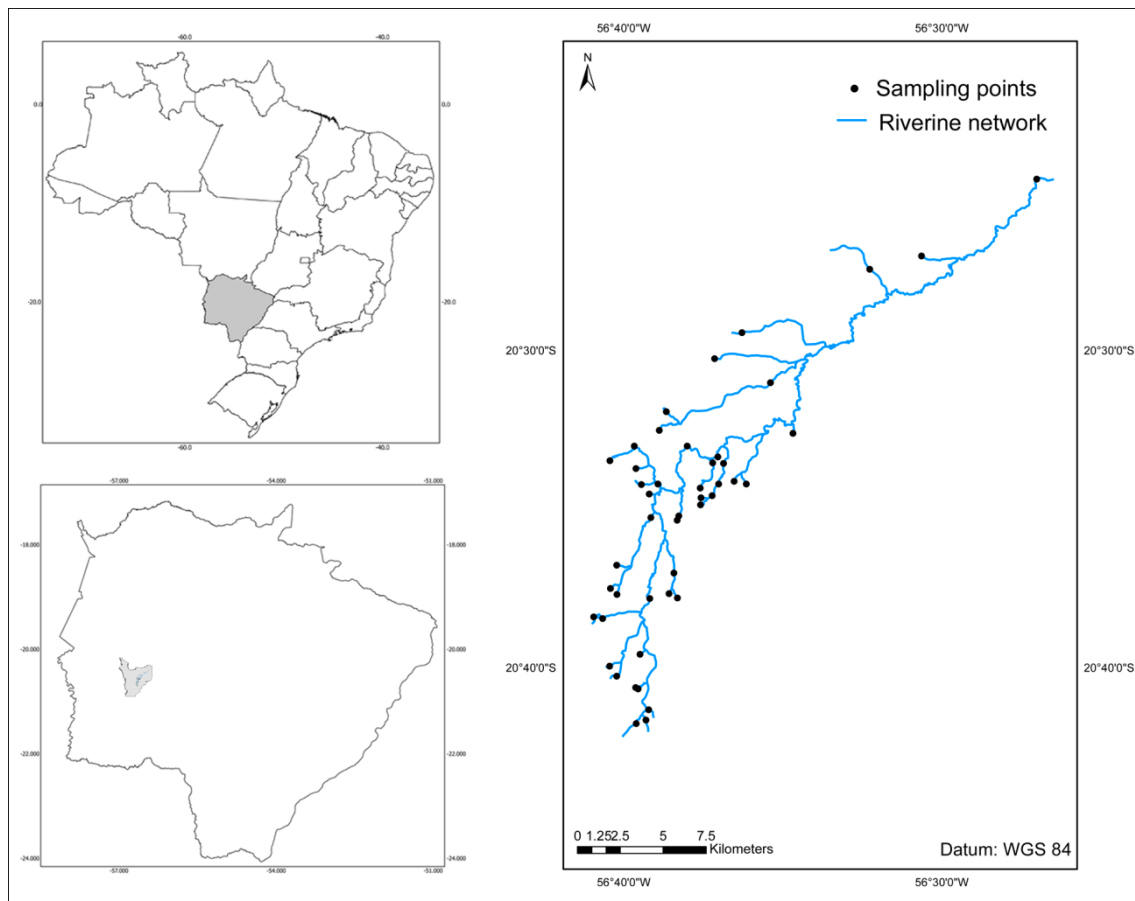 -60.0 -40.0
0.0 0.0
-20.0 -20.0
-60.0 -40.0
-57.000 -54.000 -51.000
-18.000 -18.000
-20.000 -20.000
-22.000 -22.000
-24.000 -24.000
-57.000 -54.000 -51.000
56°40'0"W 56°30'0"W
N
Sampling points
Riverine network
20°30'0"S 20°30'0"S
20°40'0"S 20°40'0"S
0 1.25 2.5 5 7.5
Kilometers
Datum: WGS 84
56°40'0"W 56°30'0"W